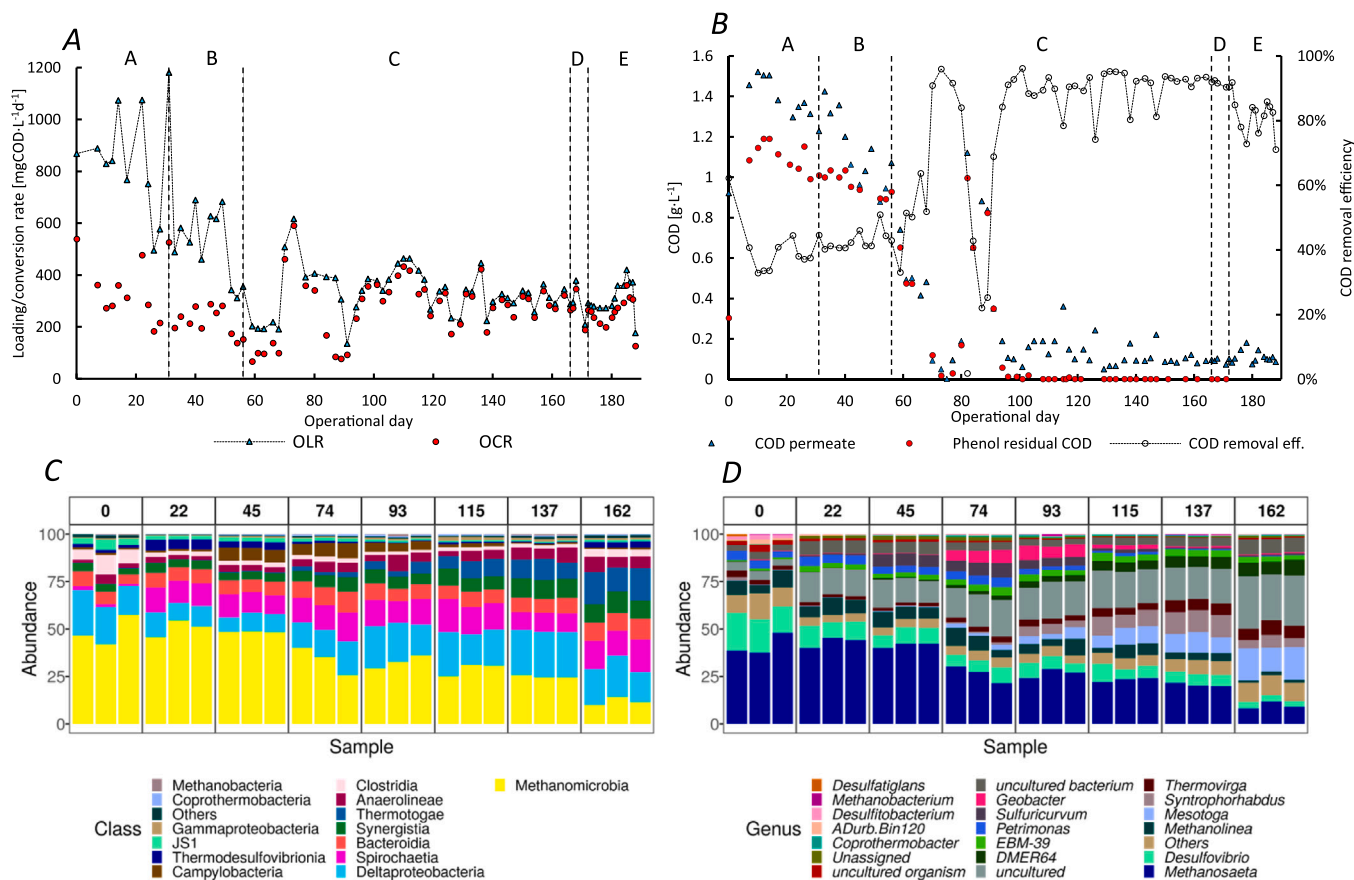 A
A B C D E
Loading/conversion rate [mgCOD·L⁻¹d⁻¹]
1200
1000
800
600
400
200
0
0 20 40 60 80 100 120 140 160 180
Operational day
OLR OCR
B
A B C D E
COD [g·L⁻¹]
1.6
1.4
1.2
1
0.8
0.6
0.4
0.2
0
100%
80%
60%
40%
20%
0%
COD removal efficiency
0 20 40 60 80 100 120 140 160 180
Operational day
COD permeate Phenol residual COD COD removal eff.
C
0 22 45 74 93 115 137 162
Abundance
100
75
50
25
0
Sample
Class
Methanobacteria
Coprothermobacteria
Others
Gammaproteobacteria
JS1
Thermodesulfovibrionia
Campylobacteria
Clostridia
Anaerolineae
Thermotogae
Synergistia
Bacteroidia
Spirochaetia
Deltaproteobacteria
Methanomicrobia
D
0 22 45 74 93 115 137 162
Abundance
100
75
50
25
0
Sample
Genus
Desulfatiglans
Methanobacterium
Desulfitobacterium
ADurb.Bin120
Coprothermobacter
Unassigned
uncultured organism
uncultured bacterium
Geobacter
Sulfuricurvum
Petrimonas
EBM-39
DMER64
uncultured
Thermovirga
Syntrophorhabdus
Mesotoga
Methanolinea
Others
Desulfovibrio
Methanosaeta